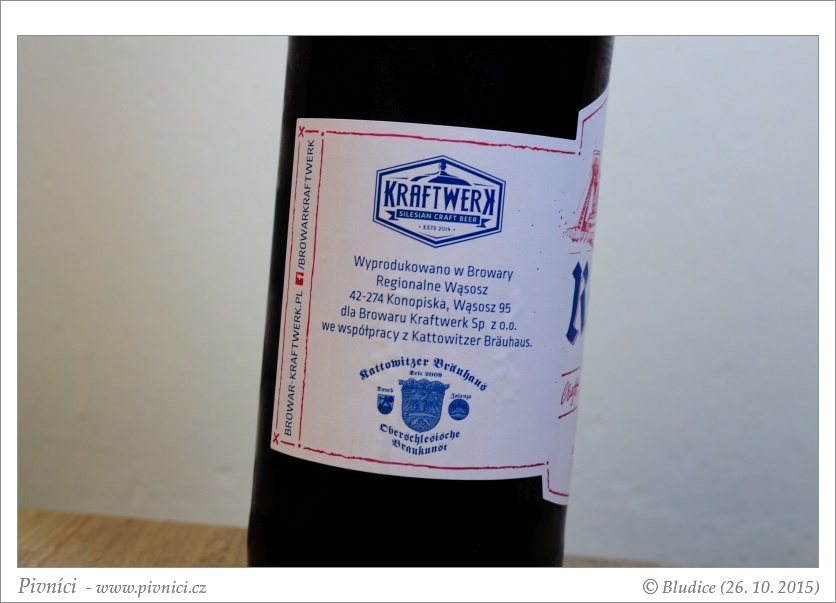 KRAFTWERK
SILESIAN CRAFT BEER
• ESTD 2014 •
Wyprodukowano w Browary
Regionalne Wąsosz
42-274 Konopiska, Wąsosz 95
dla Browaru Kraftwerk Sp z o.o.
we współpracy z Kattowitzer Bräuhaus.
Kattowitzer Bräuhaus
Seit 2009
Oberschlesische
Braukunst
BROWAR-KRAFTWERK.PL f /BROWARKRAFTWERK
Pivníci - www.pivnici.cz
© Bludice (26. 10. 2015)